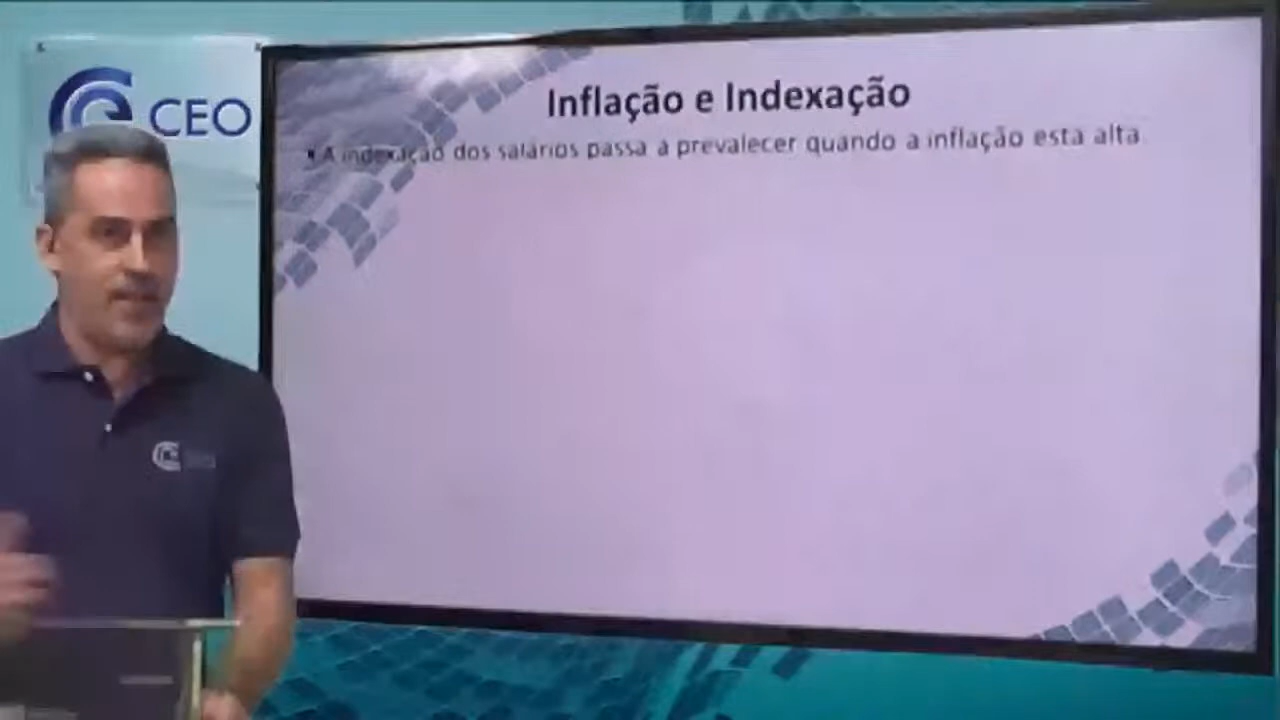 CEO
Inflação e Indexação
▪ A indexação dos salários passa a prevalecer quando a inflação esta alta.